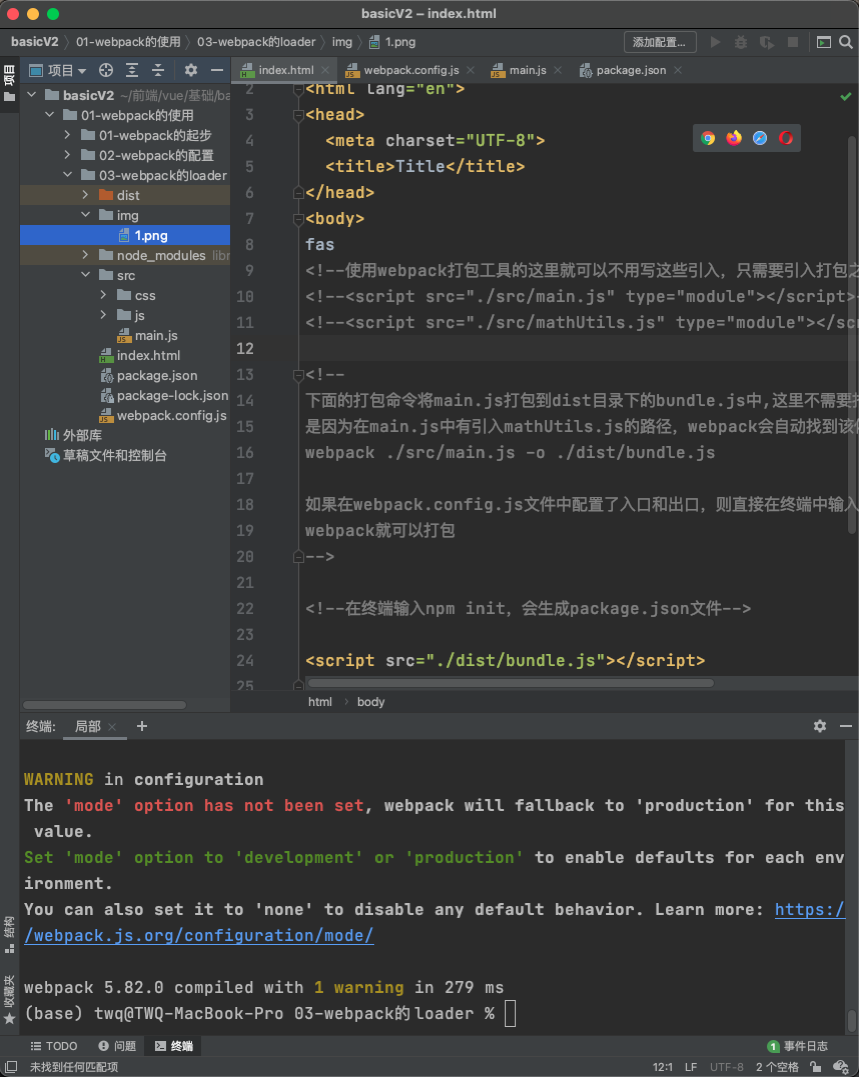 basicV2 – index.html
basicV2 01-webpack的使用 03-webpack的loader img 1.png 添加配置...
项目 项目 index.html webpack.config.js main.js package.json
basicV2 ~/前端/vue/基础/ba
01-webpack的使用
01-webpack的起步
02-webpack的配置
03-webpack的loader
dist
img
1.png
node_modules libr
src
css
js
main.js
index.html
package.json
package-lock.json
webpack.config.js
外部库
草稿文件和控制台
2 <html lang="en">
3 <head>
4 <meta charset="UTF-8">
5 <title>Title</title>
6 </head>
7 <body>
8 fas
9 <!--使用webpack打包工具的这里就可以不用写这些引入，只需要引入打包之
10 <!--<script src="./src/main.js" type="module"></script>-
11 <!--<script src="./src/mathUtils.js" type="module"></scr
12
13 <!--
14 下面的打包命令将main.js打包到dist目录下的bundle.js中,这里不需要打
15 是因为在main.js中有引入mathUtils.js的路径，webpack会自动找到该
16 webpack ./src/main.js -o ./dist/bundle.js
17
18 如果在webpack.config.js文件中配置了入口和出口，则直接在终端中输入
19 webpack就可以打包
20 -->
21
22 <!--在终端输入npm init，会生成package.json文件-->
23
24 <script src="./dist/bundle.js"></script>
25
html body
终端: 局部
WARNING in configuration
The 'mode' option has not been set, webpack will fallback to 'production' for this
value.
Set 'mode' option to 'development' or 'production' to enable defaults for each env
ironment.
You can also set it to 'none' to disable any default behavior. Learn more: https:/
/webpack.js.org/configuration/mode/
webpack 5.82.0 compiled with 1 warning in 279 ms
(base) twq@TWQ-MacBook-Pro 03-webpack的loader %
结构
收藏夹
TODO 问题 终端 1 事件日志
未找到任何匹配项 12:1 LF UTF-8 2 个空格